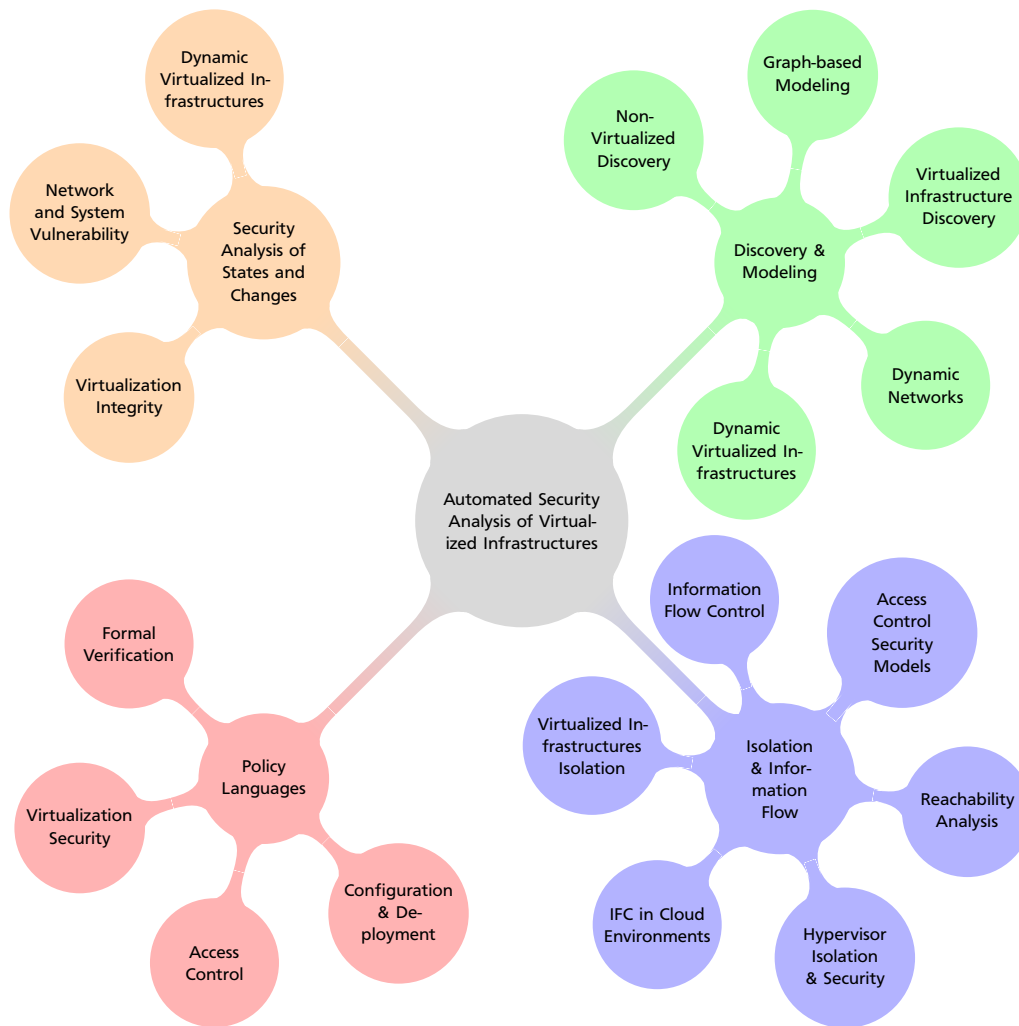 Dynamic
Virtualized In-
frastructures
Network
and System
Vulnerability
Security
Analysis of
States and
Changes
Virtualization
Integrity
Graph-based
Modeling
Non-
Virtualized
Discovery
Virtualized
Infrastructure
Discovery
Discovery &
Modeling
Dynamic
Networks
Dynamic
Virtualized In-
frastructures
Automated Security
Analysis of Virtual-
ized Infrastructures
Formal
Verification
Policy
Languages
Virtualization
Security
Configuration
& De-
ployment
Access
Control
Information
Flow Control
Access
Control
Security
Models
Virtualized In-
frastructures
Isolation
Isolation
& Infor-
mation
Flow
Reachability
Analysis
IFC in Cloud
Environments
Hypervisor
Isolation
& Security